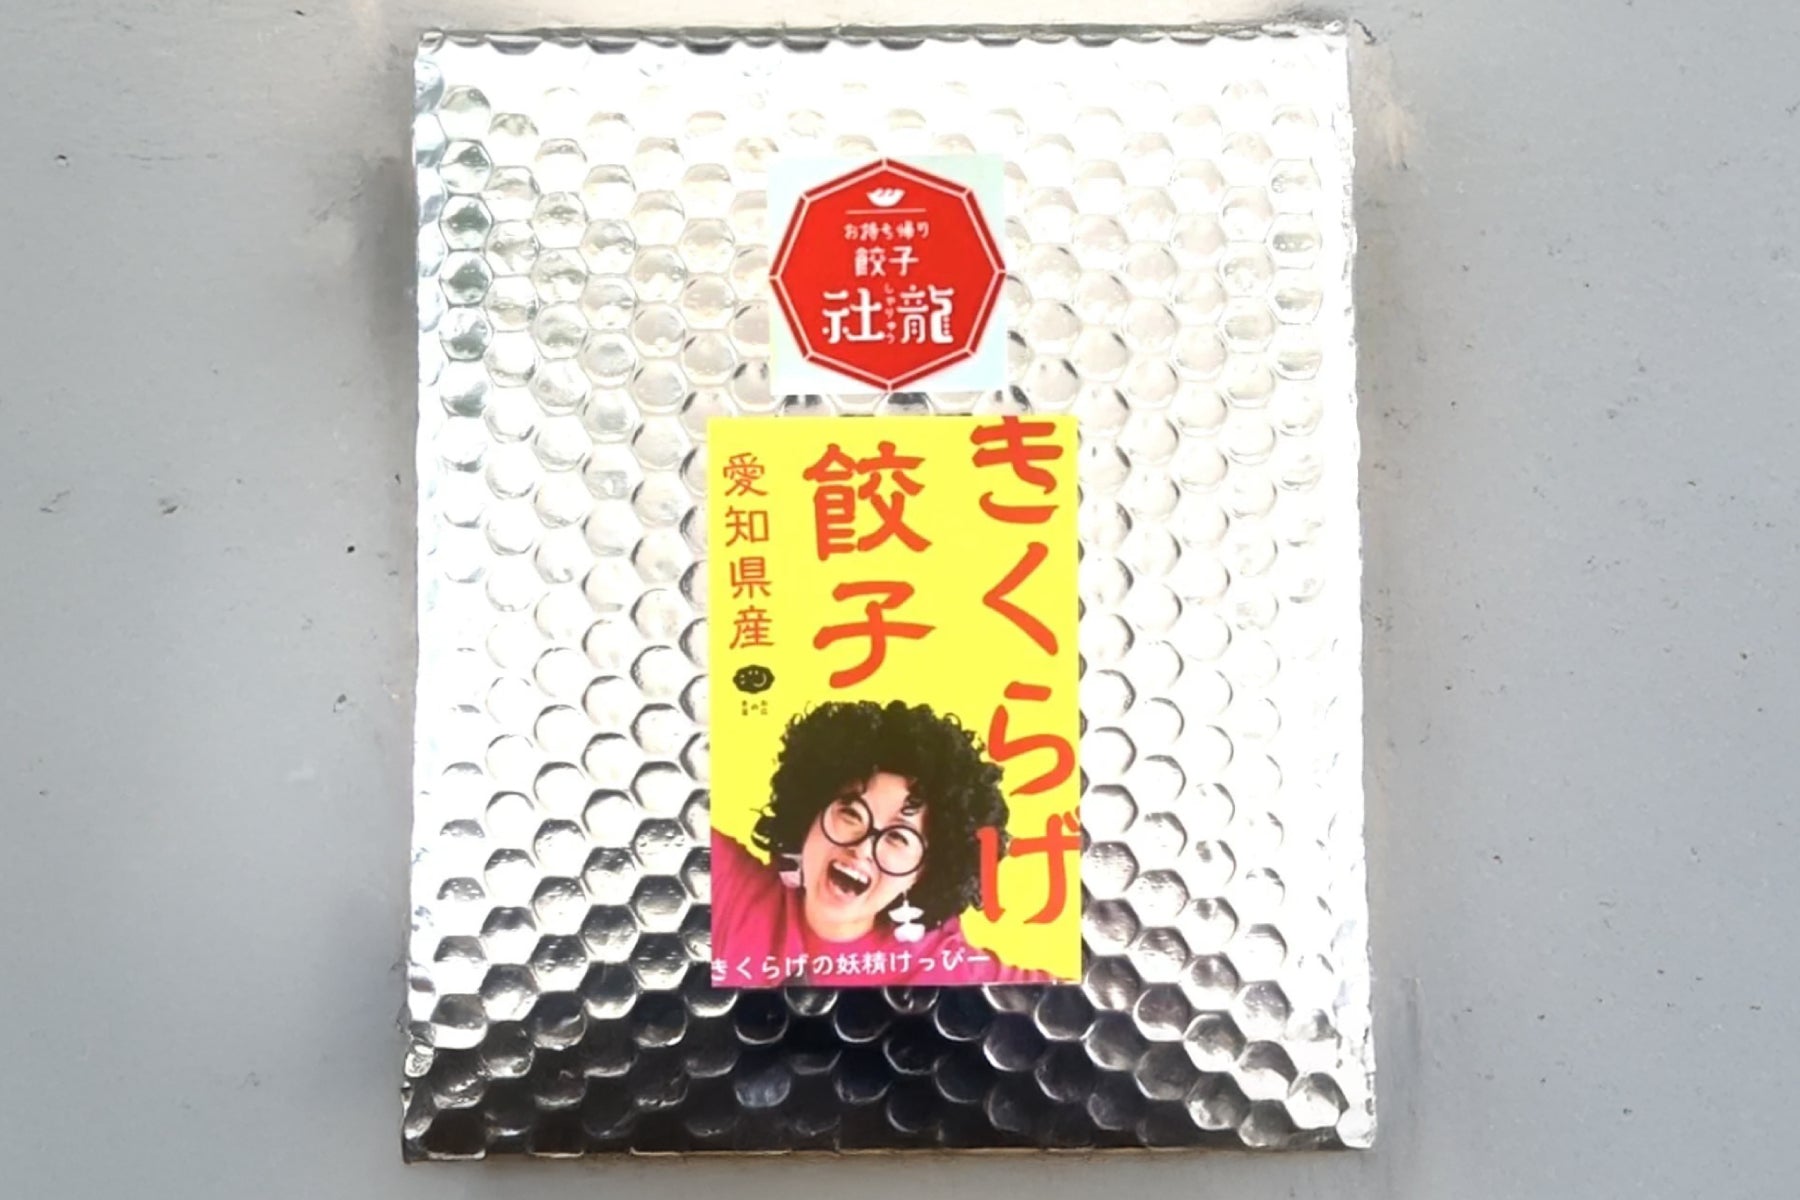 お持ち帰り
餃子
社龍
しゃりゅう
きくらげ
餃子
愛知県産
きくらげの妖精けっぴー